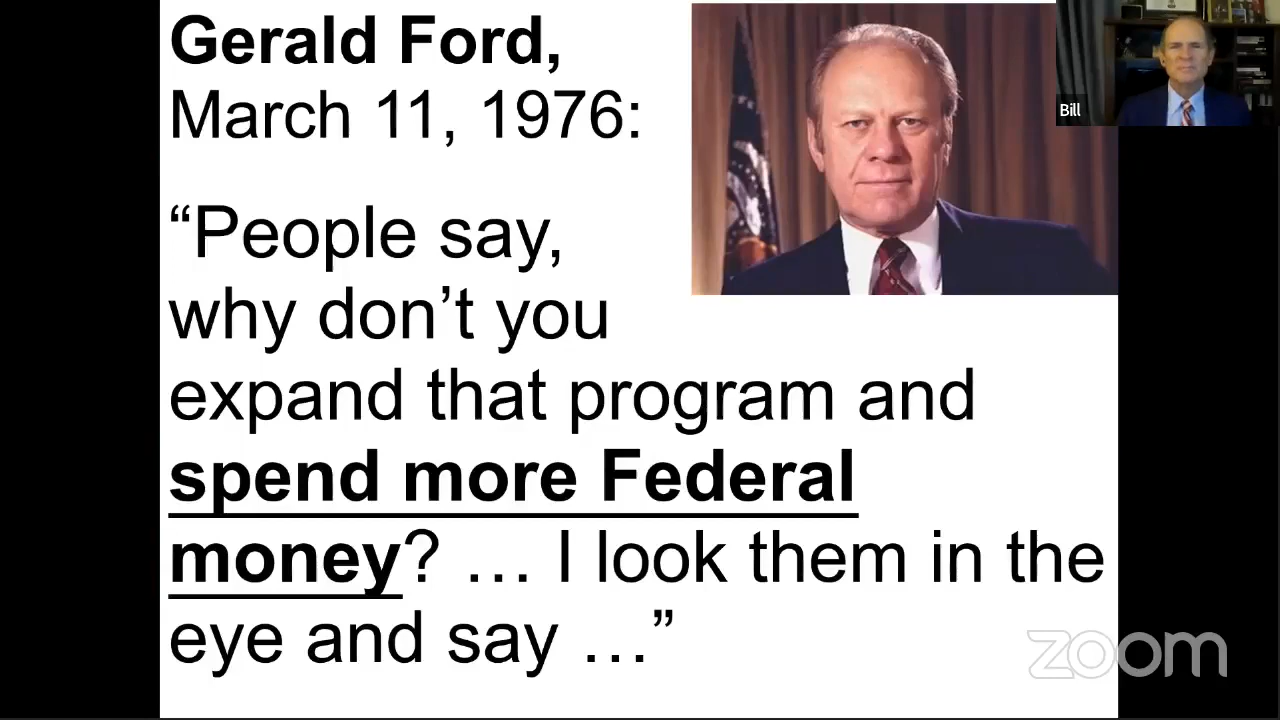 Gerald Ford,
March 11, 1976:
“People say,
why don’t you
expand that program and
spend more Federal
money? … I look them in the
eye and say …”
Bill
zoom